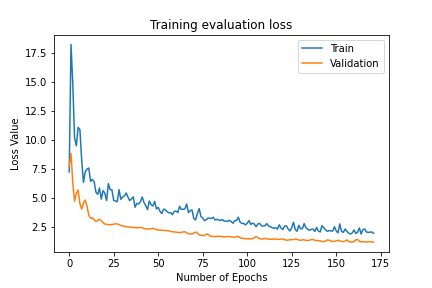 Training evaluation loss
Train
Validation
Loss Value
17.5
15.0
12.5
10.0
7.5
5.0
2.5
0 25 50 75 100 125 150 175
Number of Epochs